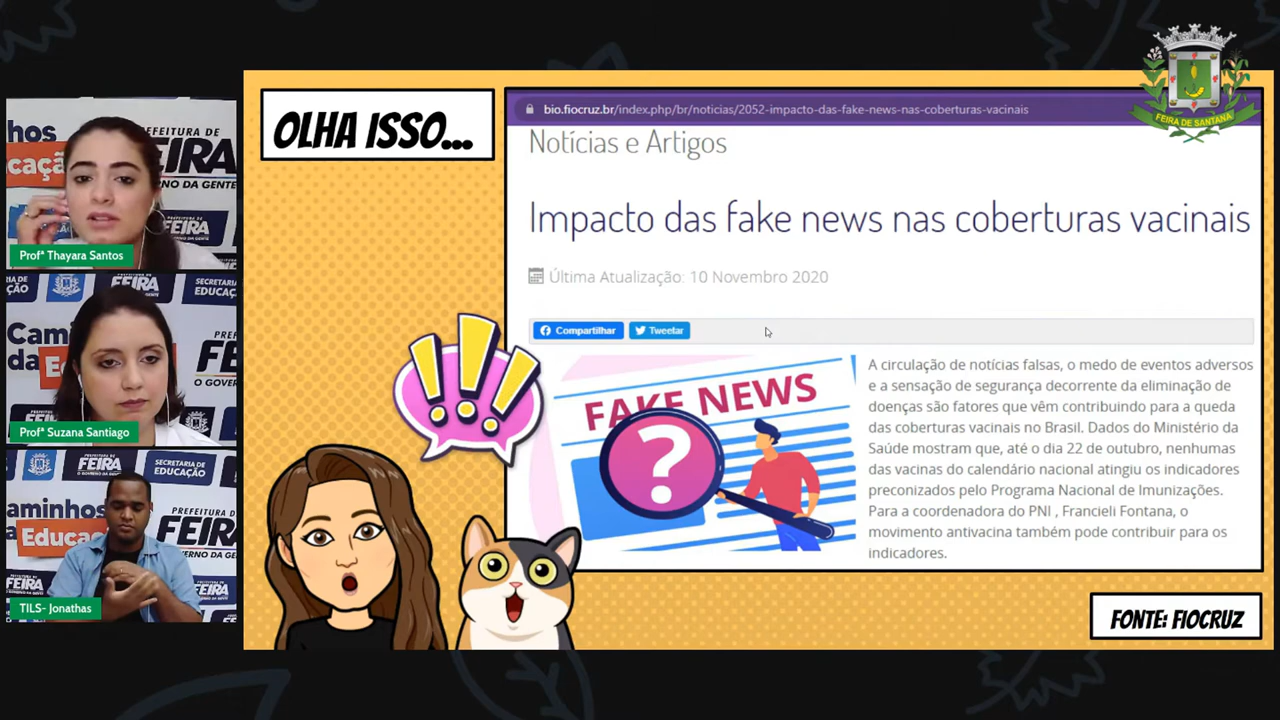 FEIRA DE SANTANA
OLHA ISSO...
bio.fiocruz.br/index.php/br/noticias/2052-impacto-das-fake-news-nas-coberturas-vacinais
Notícias e Artigos
Impacto das fake news nas coberturas vacinais
Última Atualização: 10 Novembro 2020
Compartilhar
Tweetar
FAKE NEWS
?
A circulação de notícias falsas, o medo de eventos adversos
e a sensação de segurança decorrente da eliminação de
doenças são fatores que vêm contribuindo para a queda
das coberturas vacinais no Brasil. Dados do Ministério da
Saúde mostram que, até o dia 22 de outubro, nenhumas
das vacinas do calendário nacional atingiu os indicadores
preconizados pelo Programa Nacional de Imunizações.
Para a coordenadora do PNI , Francieli Fontana, o
movimento antivacina também pode contribuir para os
indicadores.
!!!
FONTE: FIOCRUZ
PREFEITURA DE
FEIRA
Profª Thayara Santos
SECRETARIA
EDUCAÇ
Profª Suzana Santiago
FEIRA
SECRETARIA DE
EDUCAÇÃO
TILS- Jonathas